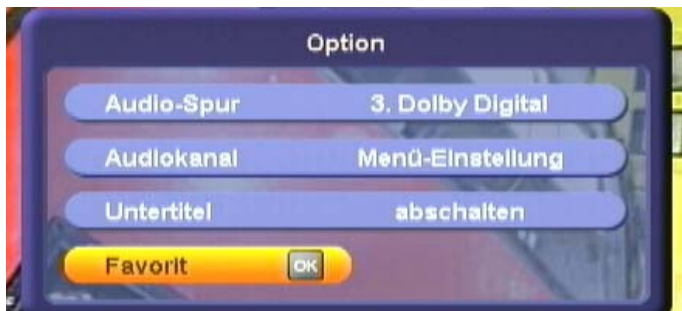 Option
Audio-Spur 3. Dolby Digital
Audiokanal Menü-Einstellung
Untertitel abschalten
Favorit OK